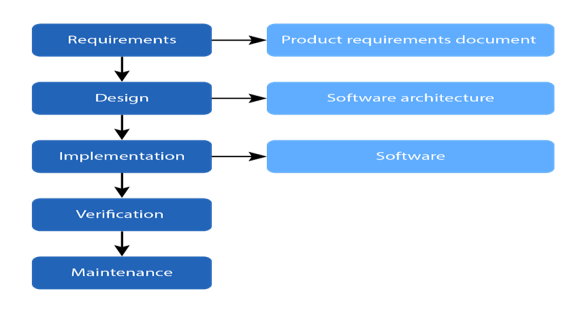 Requirements
Product requirements document
Design
Software architecture
Implementation
Software
Verification
Maintenance